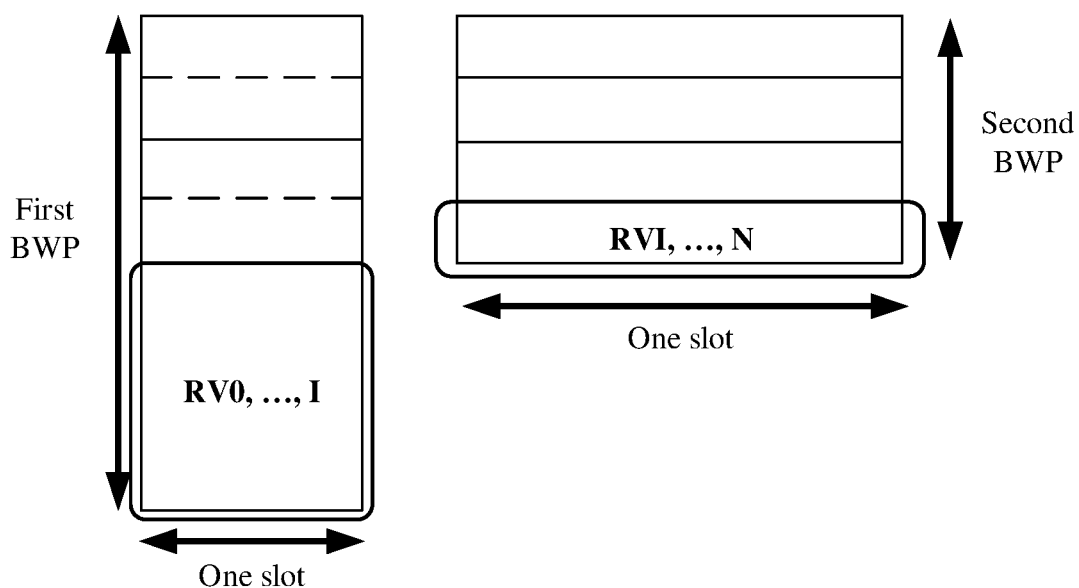 First
BWP
RV0, …, I
One slot
RVI, …, N
One slot
Second
BWP